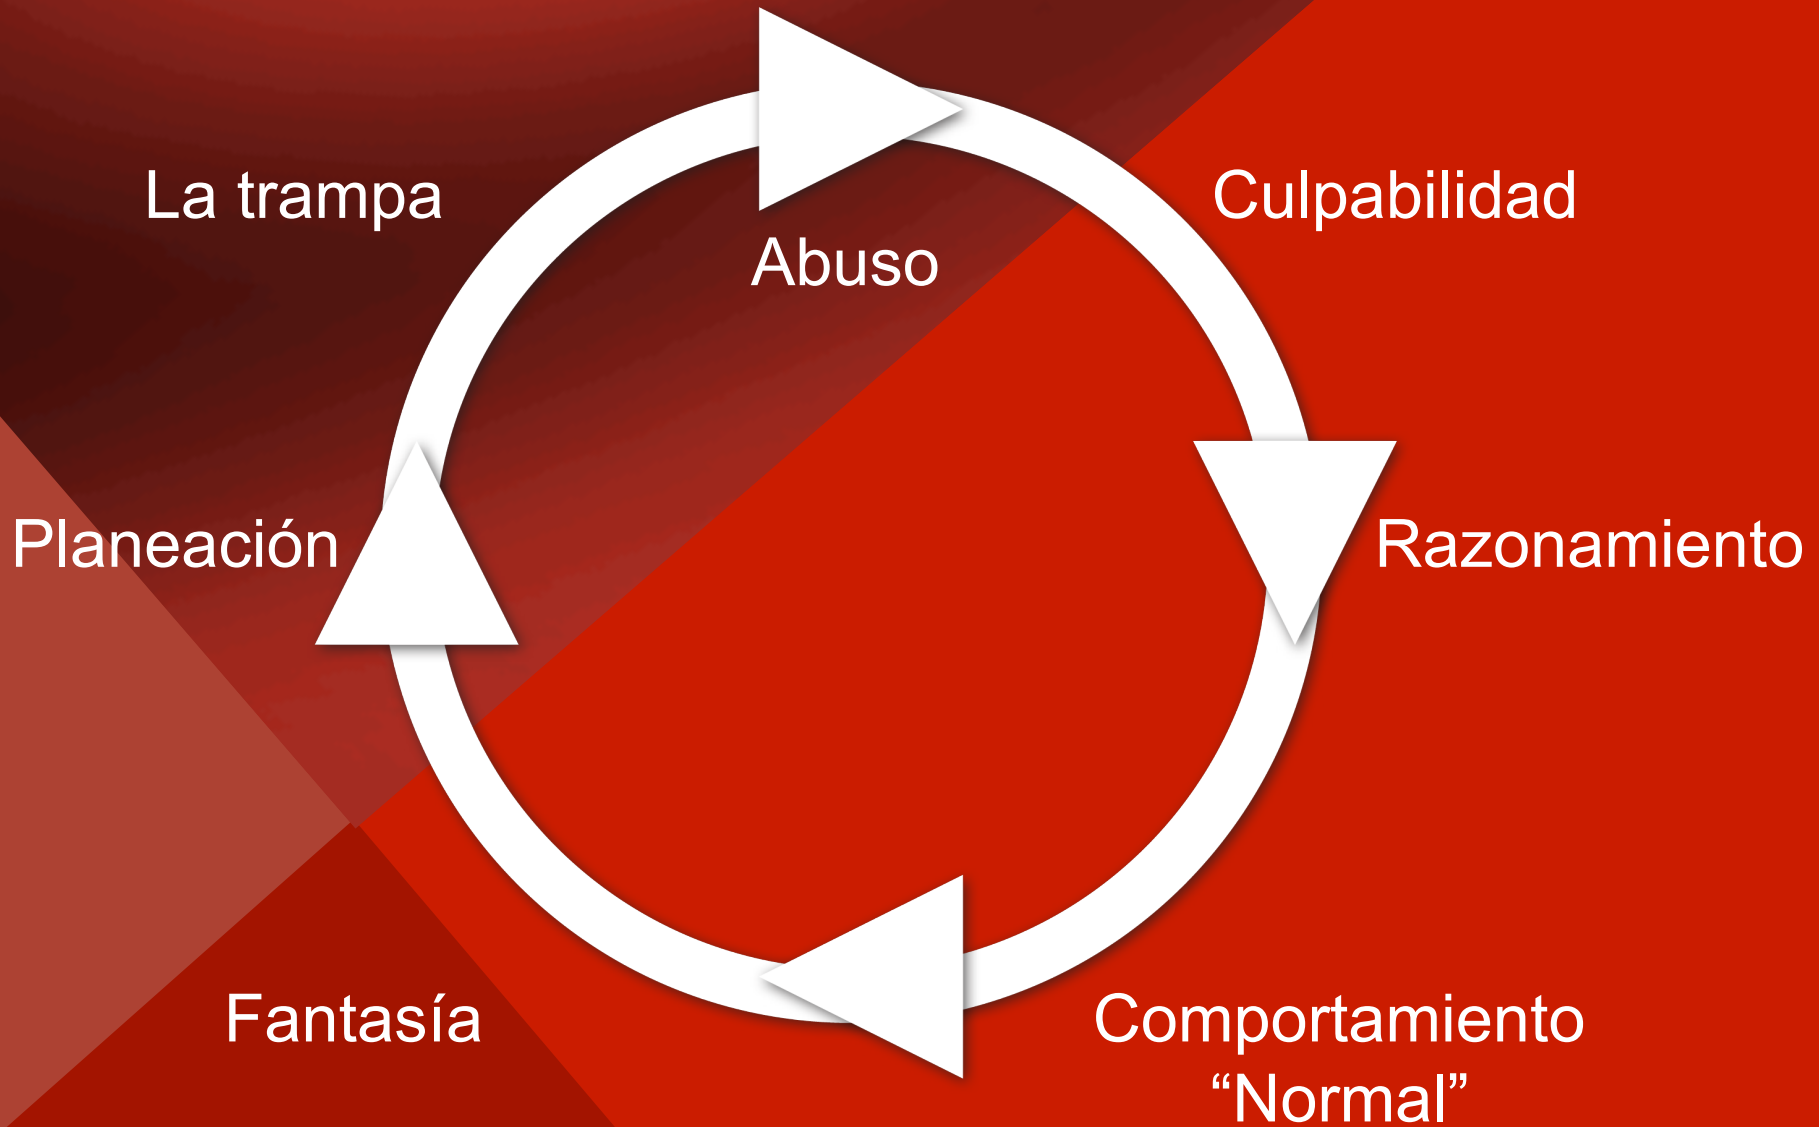 La trampa
Culpabilidad
Abuso
Planeación
Razonamiento
Fantasía
Comportamiento
“Normal”